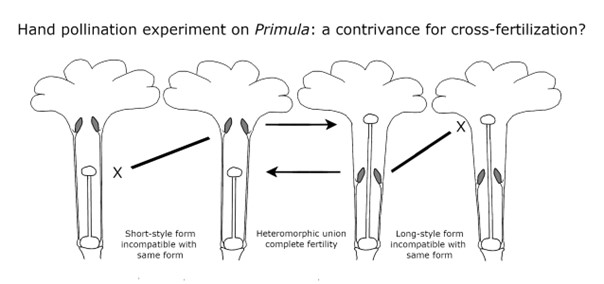 Hand pollination experiment on Primula: a contrivance for cross-fertilization?
X
X
Short-style form
incompatible with
same form
Heteromorphic union
complete fertility
Long-style form
incompatible with
same form